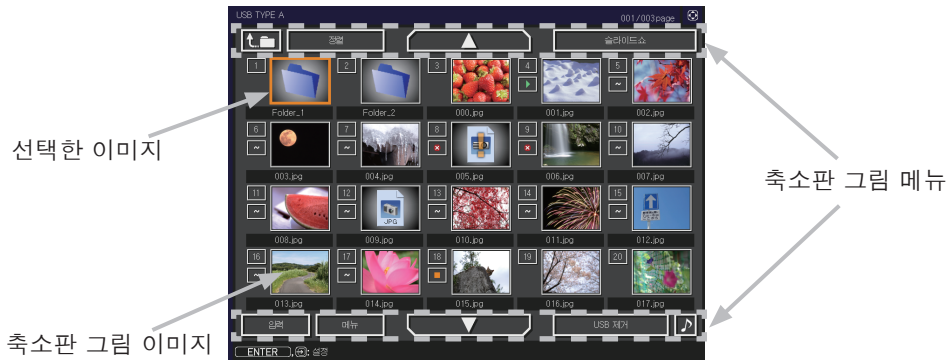 USB TYPE A 001/003page
정렬 슬라이드쇼
1 2 3 4 5
Folder_1 Folder_2 000.jpg 001.jpg 002.jpg
선택한 이미지
6 7 8 9 10
003.jpg 004.jpg 005.jpg 006.jpg 007.jpg
축소판 그림 메뉴
11 12 13 14 15
JPG
008.jpg 009.jpg 010.jpg 011.jpg 012.jpg
16 17 18 19 20
013.jpg 014.jpg 015.jpg 016.jpg 017.jpg
축소판 그림 이미지
입력 메뉴 USB 제거
ENTER , : 설정